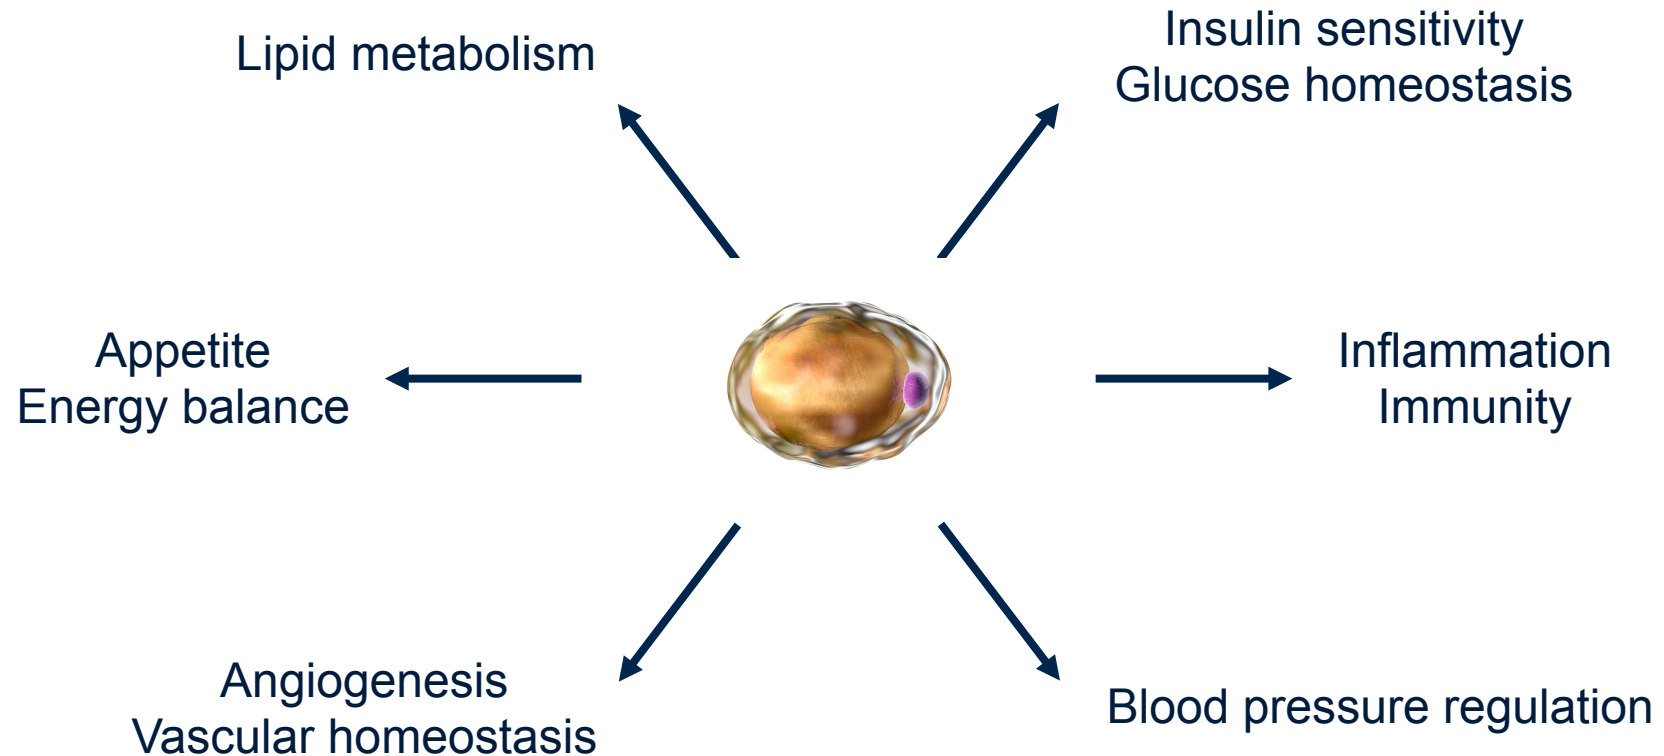 Lipid metabolism
Insulin sensitivity
Glucose homeostasis
Appetite
Energy balance
Inflammation
Immunity
Angiogenesis
Vascular homeostasis
Blood pressure regulation